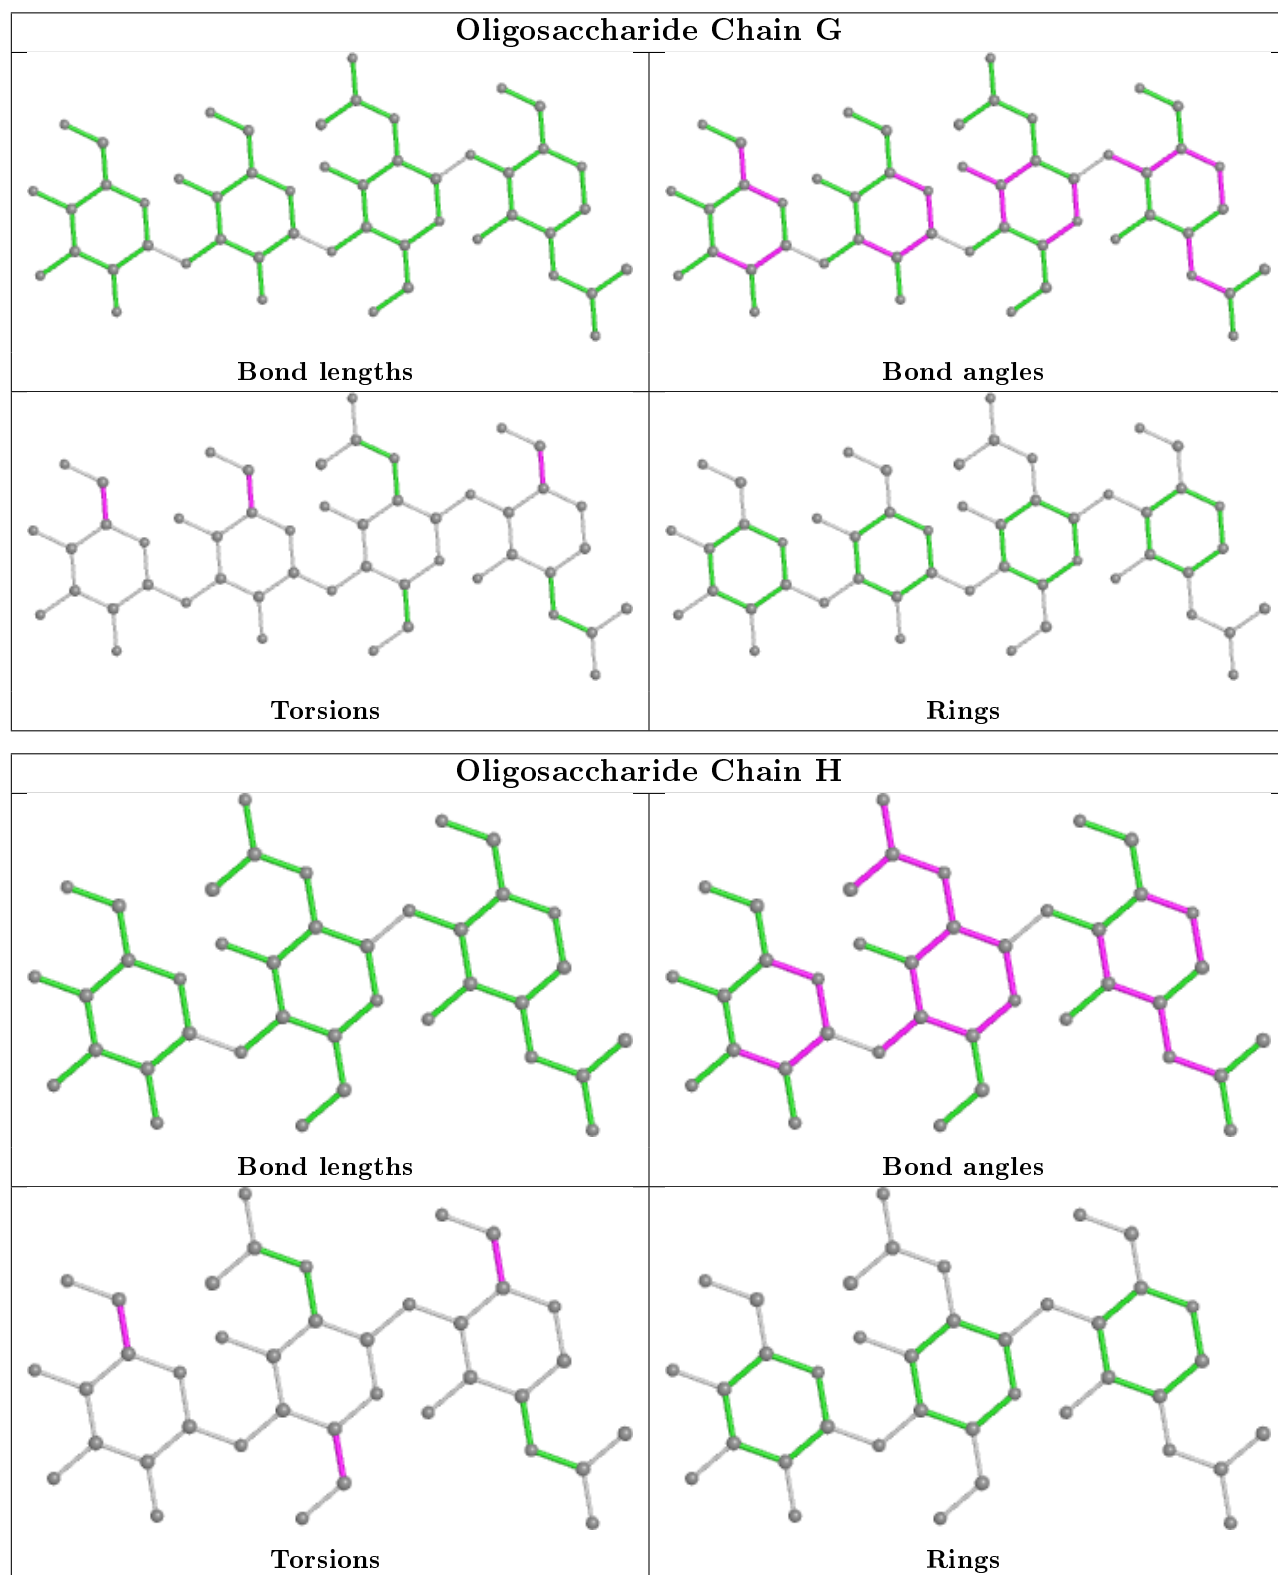 Oligosaccharide Chain G
Bond lengths
Bond angles
Torsions
Rings
Oligosaccharide Chain H
Bond lengths
Bond angles
Torsions
Rings